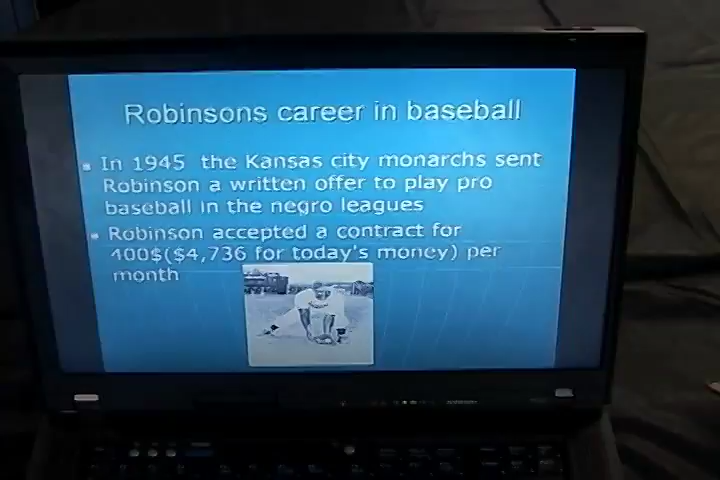 Robinsons career in baseball
In 1945 the Kansas city monarchs sent
Robinson a written offer to play pro
baseball in the negro leagues
Robinson accepted a contract for
400$($4,736 for today's money) per
month